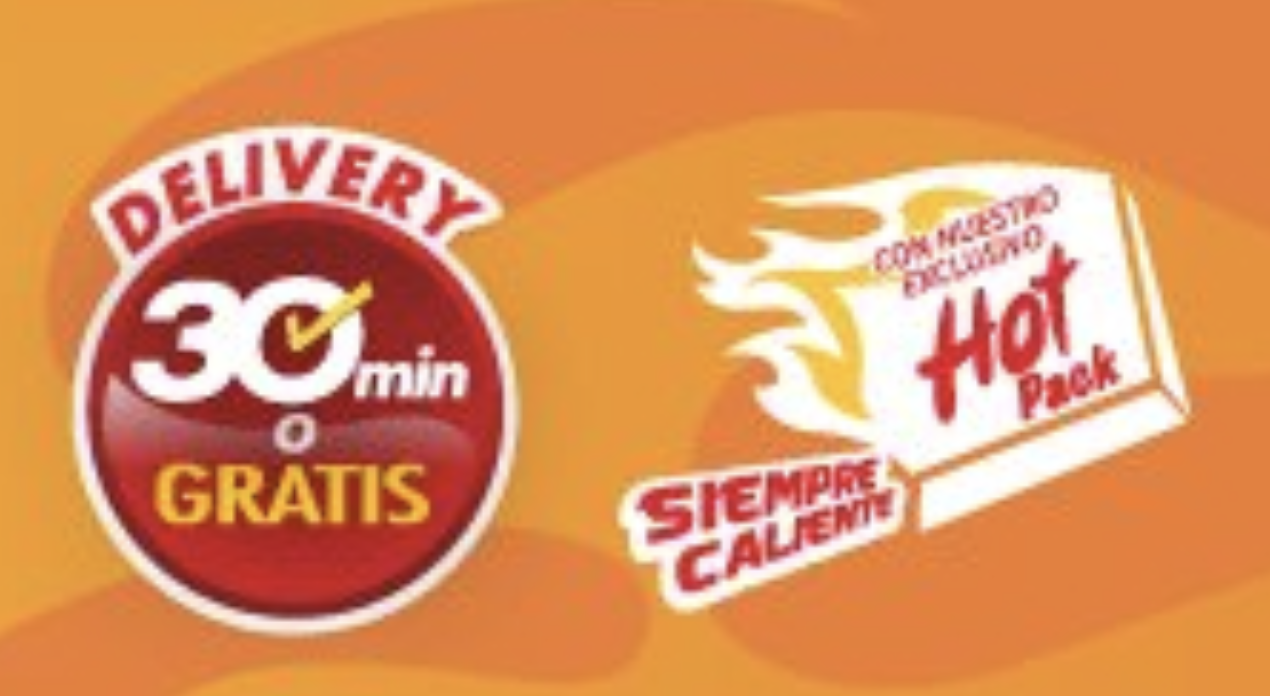 DELIVERY
30 min
o
GRATIS
CON NUESTRO
EXCLUSIVO
Hot
Pack
SIEMPRE
CALIENTE